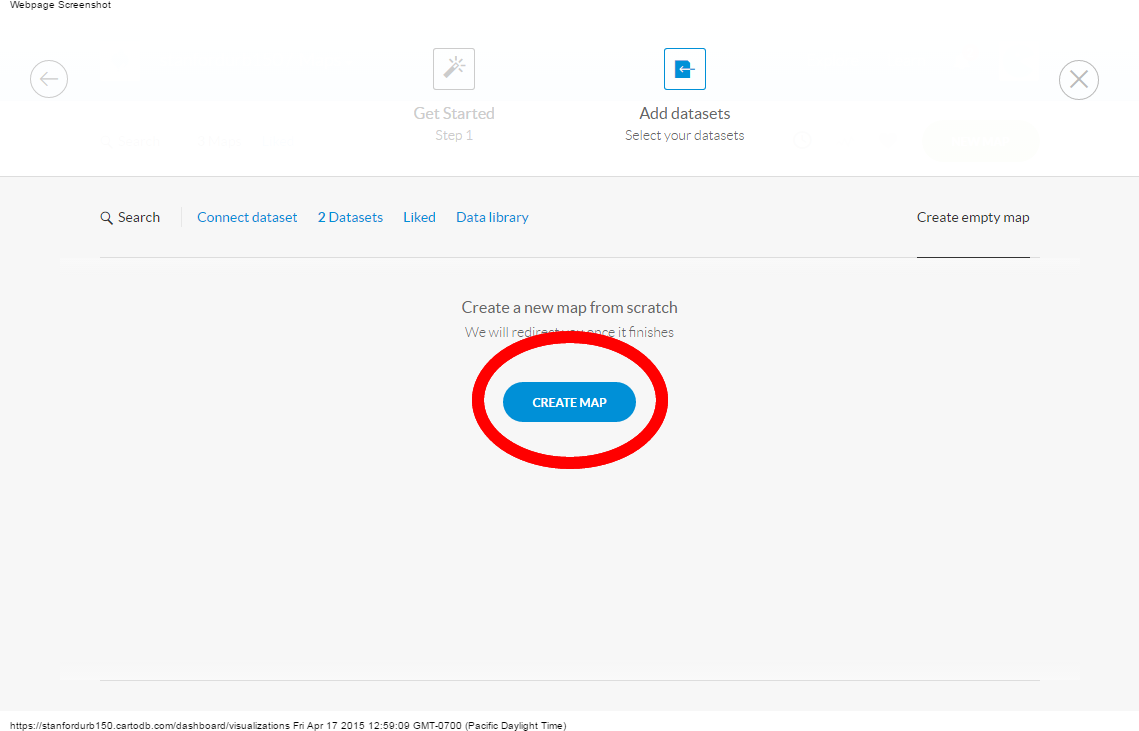 Webpage Screenshot
Get Started
Step 1
Add datasets
Select your datasets
Search
Connect dataset
2 Datasets
Liked
Data library
Create empty map
Create a new map from scratch
We will redirect you once it finishes
CREATE MAP
https://stanfordurb150.cartodb.com/dashboard/visualizations Fri Apr 17 2015 12:59:09 GMT-0700 (Pacific Daylight Time)